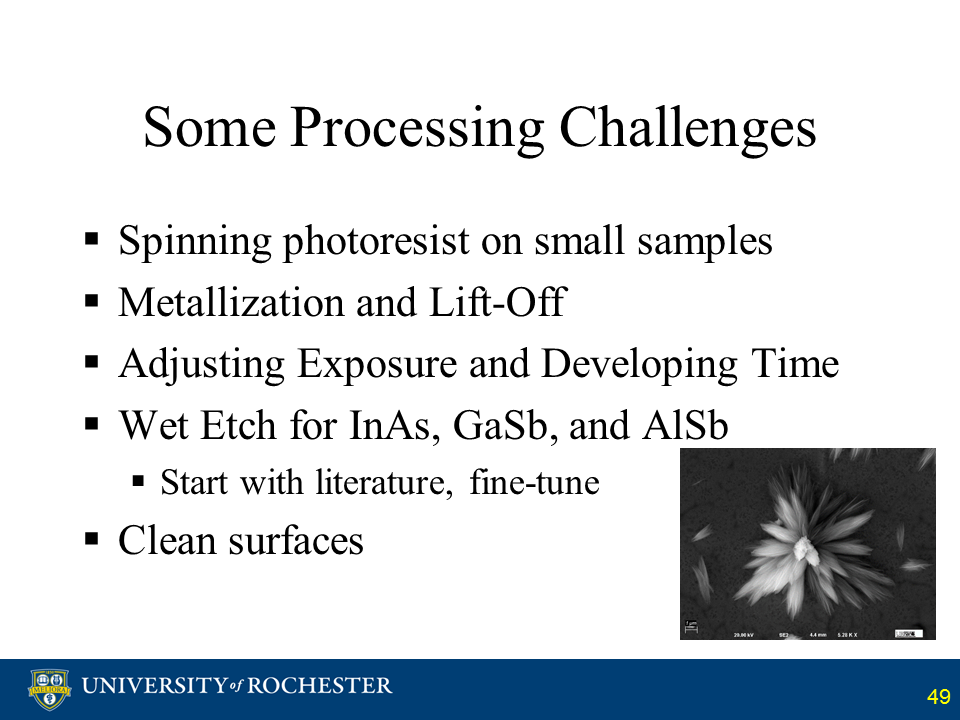 Some Processing Challenges
▪ Spinning photoresist on small samples
▪ Metallization and Lift-Off
▪ Adjusting Exposure and Developing Time
▪ Wet Etch for InAs, GaSb, and AlSb
▪ Start with literature, fine-tune
▪ Clean surfaces
20.00 kV SE2 4.4 mm 5.20 K X
MELIORA
UNIVERSITY of ROCHESTER
49